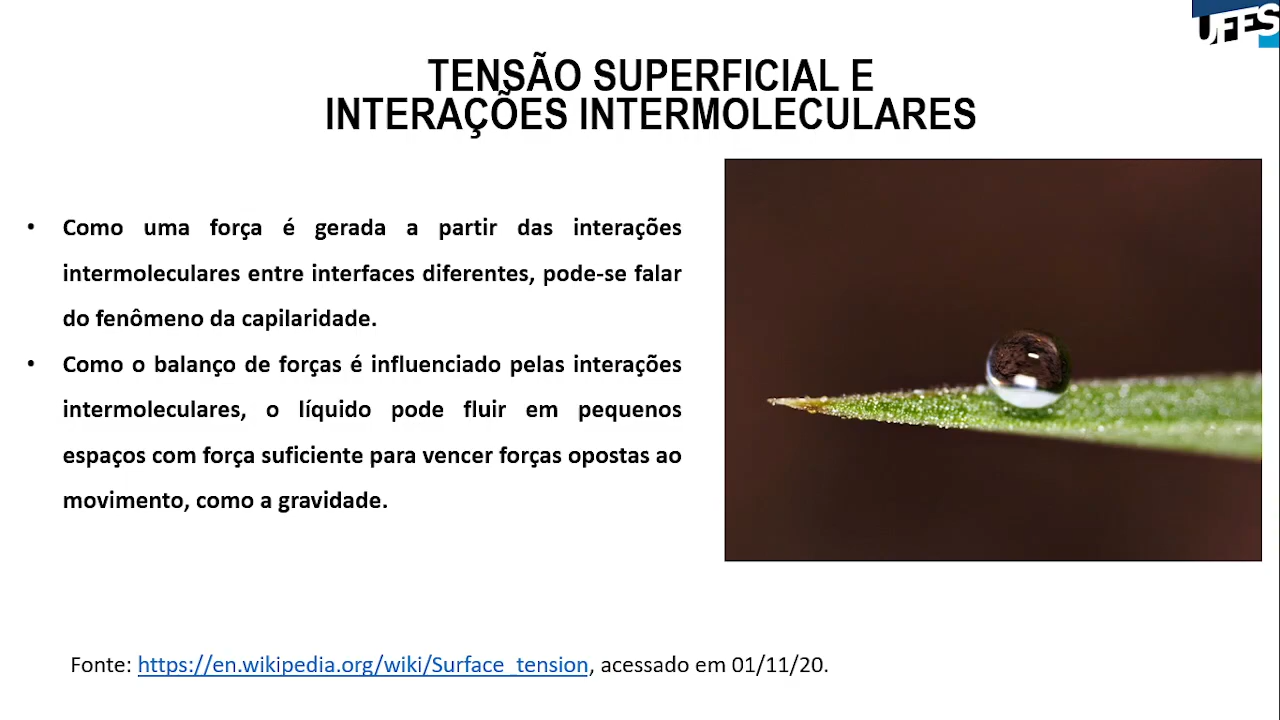 UFES
TENSÃO SUPERFICIAL E
INTERAÇÕES INTERMOLECULARES
• Como uma força é gerada a partir das interações
intermoleculares entre interfaces diferentes, pode-se falar
do fenômeno da capilaridade.
• Como o balanço de forças é influenciado pelas interações
intermoleculares, o líquido pode fluir em pequenos
espaços com força suficiente para vencer forças opostas ao
movimento, como a gravidade.
Fonte: https://en.wikipedia.org/wiki/Surface_tension, acessado em 01/11/20.